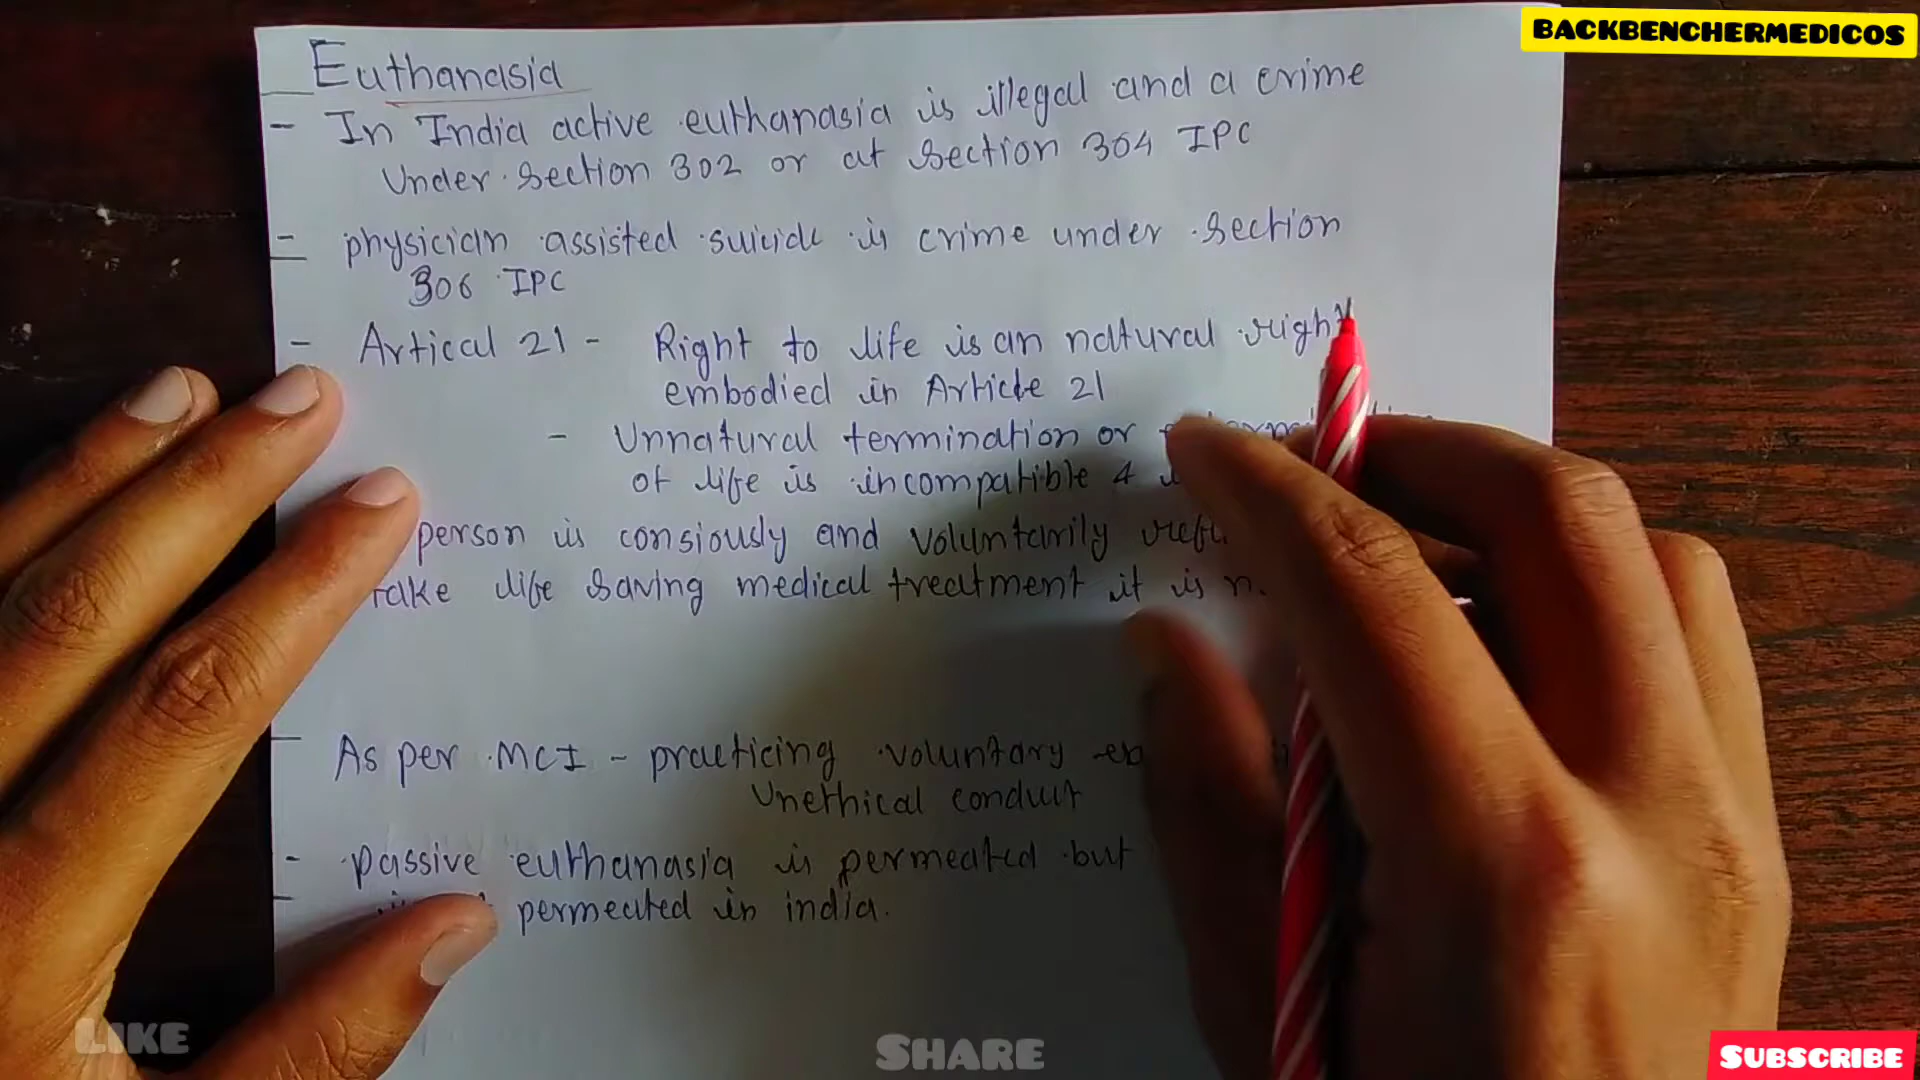 BACKBENCHERMEDICOS
Euthanasia
- In India active euthanasia is illegal and a crime
Under section 302 or at section 304 IPC
- physician assisted suicide is crime under section
306 IPC
- Artical 21 - Right to life is an natural right
embodied in Article 21
- Unnatural termination or
of life is incompatible 4
person is consiously and voluntarily
take life saving medical treatment it is
- As per MCI - practicing voluntary
Unethical conduct
- passive euthanasia is permeated but
- permeated in india.
LIKE
SHARE
SUBSCRIBE